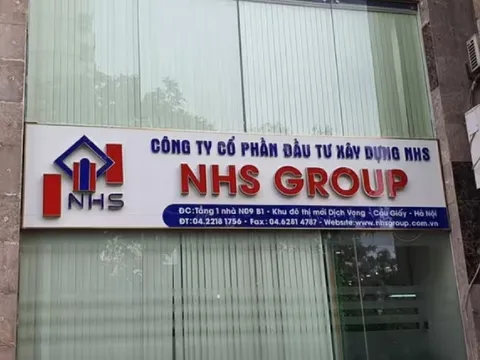 CÔNG TY CỔ PHẦN ĐẦU TƯ XÂY DỰNG NHS
NHS GROUP
NHS
ĐC:Tầng 1 nhà N09 B1 - Khu đô thị mới Dịch Vọng - Cầu Giấy - Hà Nội
ĐT:04.2218 1756 - Fax : 04.6281 4787 - Website:www.nhsgroup.com.vn